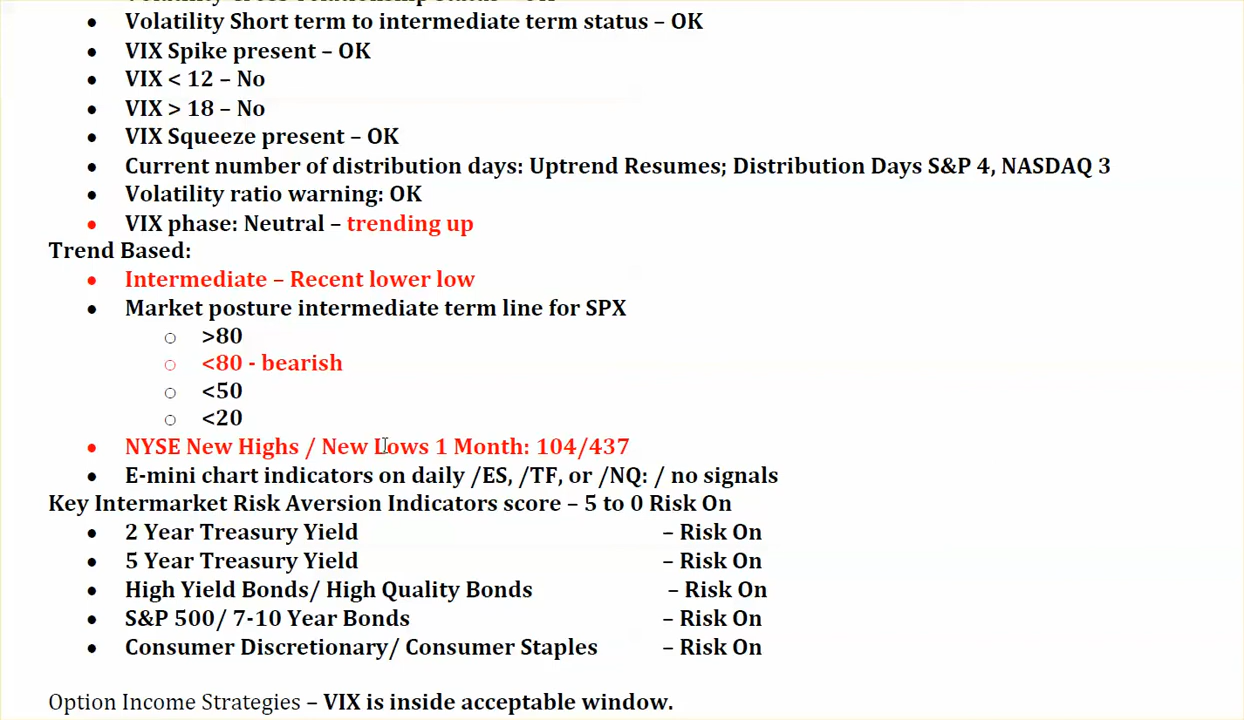 Volatility Short term to intermediate term status – OK
VIX Spike present – OK
VIX < 12 – No
VIX > 18 – No
VIX Squeeze present – OK
Current number of distribution days: Uptrend Resumes; Distribution Days S&P 4, NASDAQ 3
Volatility ratio warning: OK
VIX phase: Neutral – trending up
Trend Based:
Intermediate – Recent lower low
Market posture intermediate term line for SPX
>80
<80 - bearish
<50
<20
NYSE New Highs / New Lows 1 Month: 104/437
E-mini chart indicators on daily /ES, /TF, or /NQ: / no signals
Key Intermarket Risk Aversion Indicators score – 5 to 0 Risk On
2 Year Treasury Yield – Risk On
5 Year Treasury Yield – Risk On
High Yield Bonds/ High Quality Bonds – Risk On
S&P 500/ 7-10 Year Bonds – Risk On
Consumer Discretionary/ Consumer Staples – Risk On
Option Income Strategies – VIX is inside acceptable window.